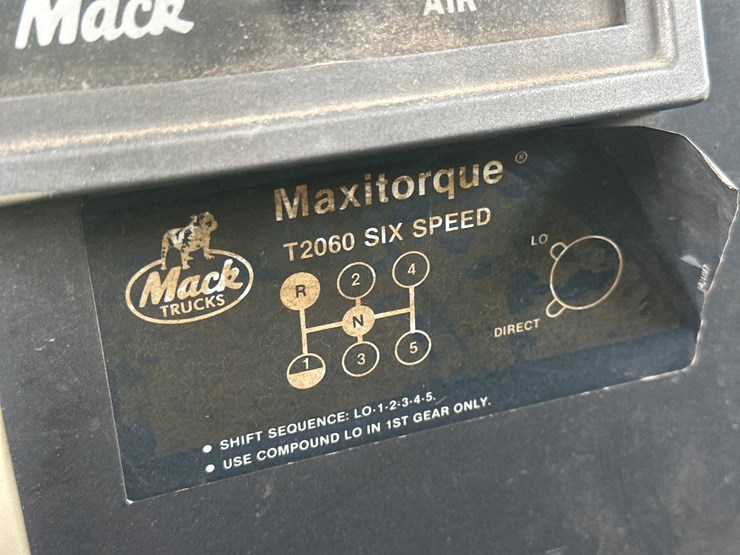 Mack
AIR
Maxitorque ®
T2060 SIX SPEED
Mack
TRUCKS
R 2 4
N
1 3 5
LO
DIRECT
• SHIFT SEQUENCE: LO-1-2-3-4-5.
• USE COMPOUND LO IN 1ST GEAR ONLY.